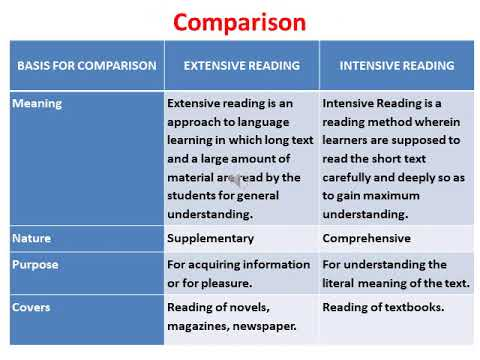 Comparison
BASIS FOR COMPARISON EXTENSIVE READING INTENSIVE READING
Meaning
Extensive reading is an
approach to language
learning in which long text
and a large amount of
material are read by the
students for general
understanding.
Intensive Reading is a
reading method wherein
learners are supposed to
read the short text
carefully and deeply so as
to gain maximum
understanding.
Nature Supplementary Comprehensive
Purpose
For acquiring information
or for pleasure.
For understanding the
literal meaning of the text.
Covers
Reading of novels,
magazines, newspaper.
Reading of textbooks.